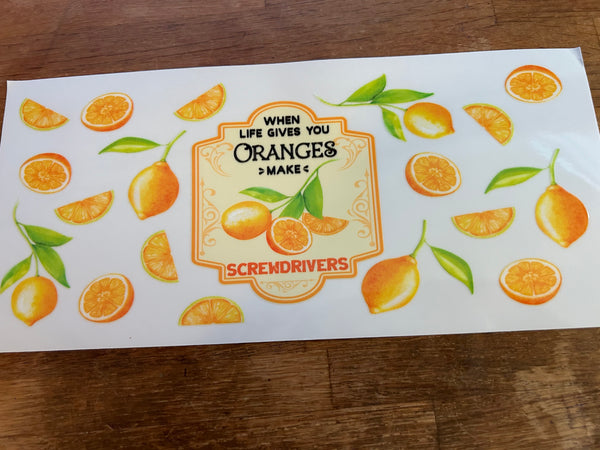 WHEN
LIFE GIVES YOU
ORANGES
MAKE
SCREWDRIVERS